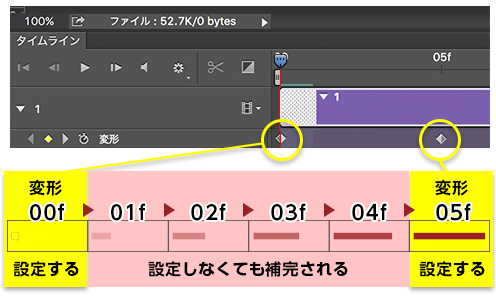 100%
ファイル : 52.7K/0 bytes
タイムライン
05f
1
1
変形
変形
変形
00f
01f
02f
03f
04f
05f
設定する
設定しなくても補完される
設定する